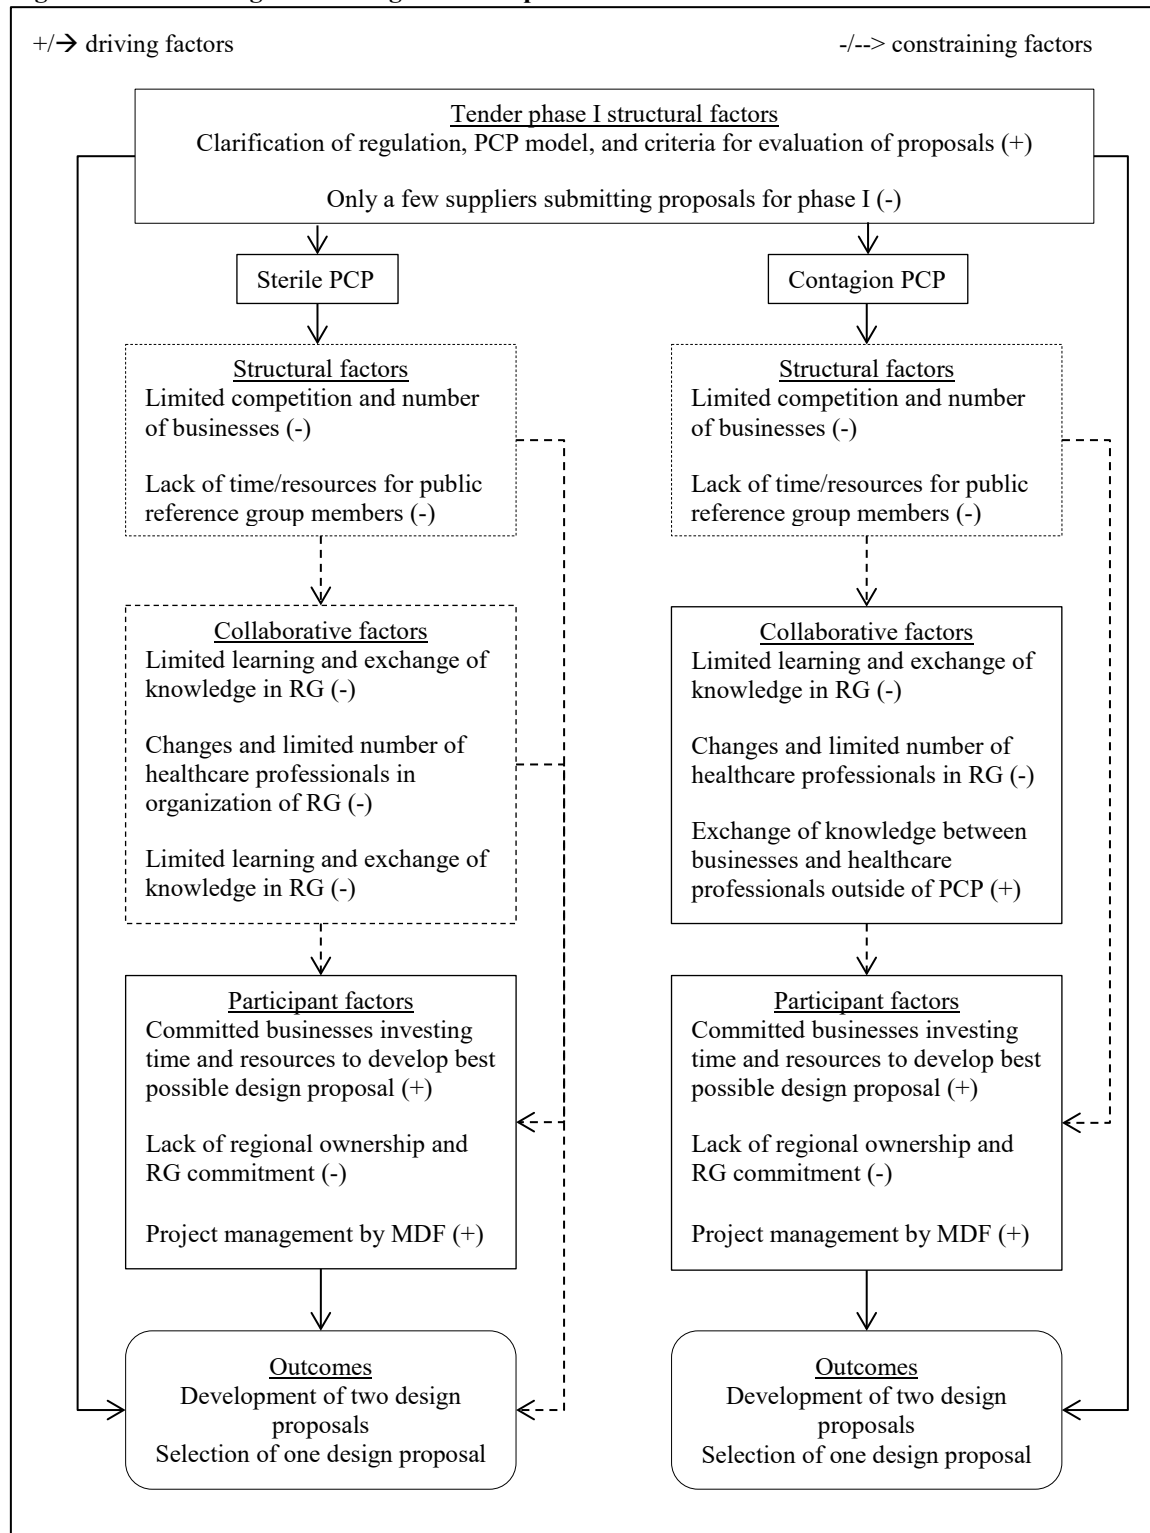 +/→ driving factors
-/--> constraining factors
Tender phase I structural factors
Clarification of regulation, PCP model, and criteria for evaluation of proposals (+)
Only a few suppliers submitting proposals for phase I (-)
Sterile PCP
Structural factors
Limited competition and number
of businesses (-)
Lack of time/resources for public
reference group members (-)
Collaborative factors
Limited learning and exchange of
knowledge in RG (-)
Changes and limited number of
healthcare professionals in
organization of RG (-)
Limited learning and exchange of
knowledge in RG (-)
Participant factors
Committed businesses investing
time and resources to develop best
possible design proposal (+)
Lack of regional ownership and
RG commitment (-)
Project management by MDF (+)
Outcomes
Development of two design
proposals
Selection of one design proposal
Contagion PCP
Structural factors
Limited competition and number
of businesses (-)
Lack of time/resources for public
reference group members (-)
Collaborative factors
Limited learning and exchange of
knowledge in RG (-)
Changes and limited number of
healthcare professionals in RG (-)
Exchange of knowledge between
businesses and healthcare
professionals outside of PCP (+)
Participant factors
Committed businesses investing
time and resources to develop best
possible design proposal (+)
Lack of regional ownership and
RG commitment (-)
Project management by MDF (+)
Outcomes
Development of two design
proposals
Selection of one design proposal